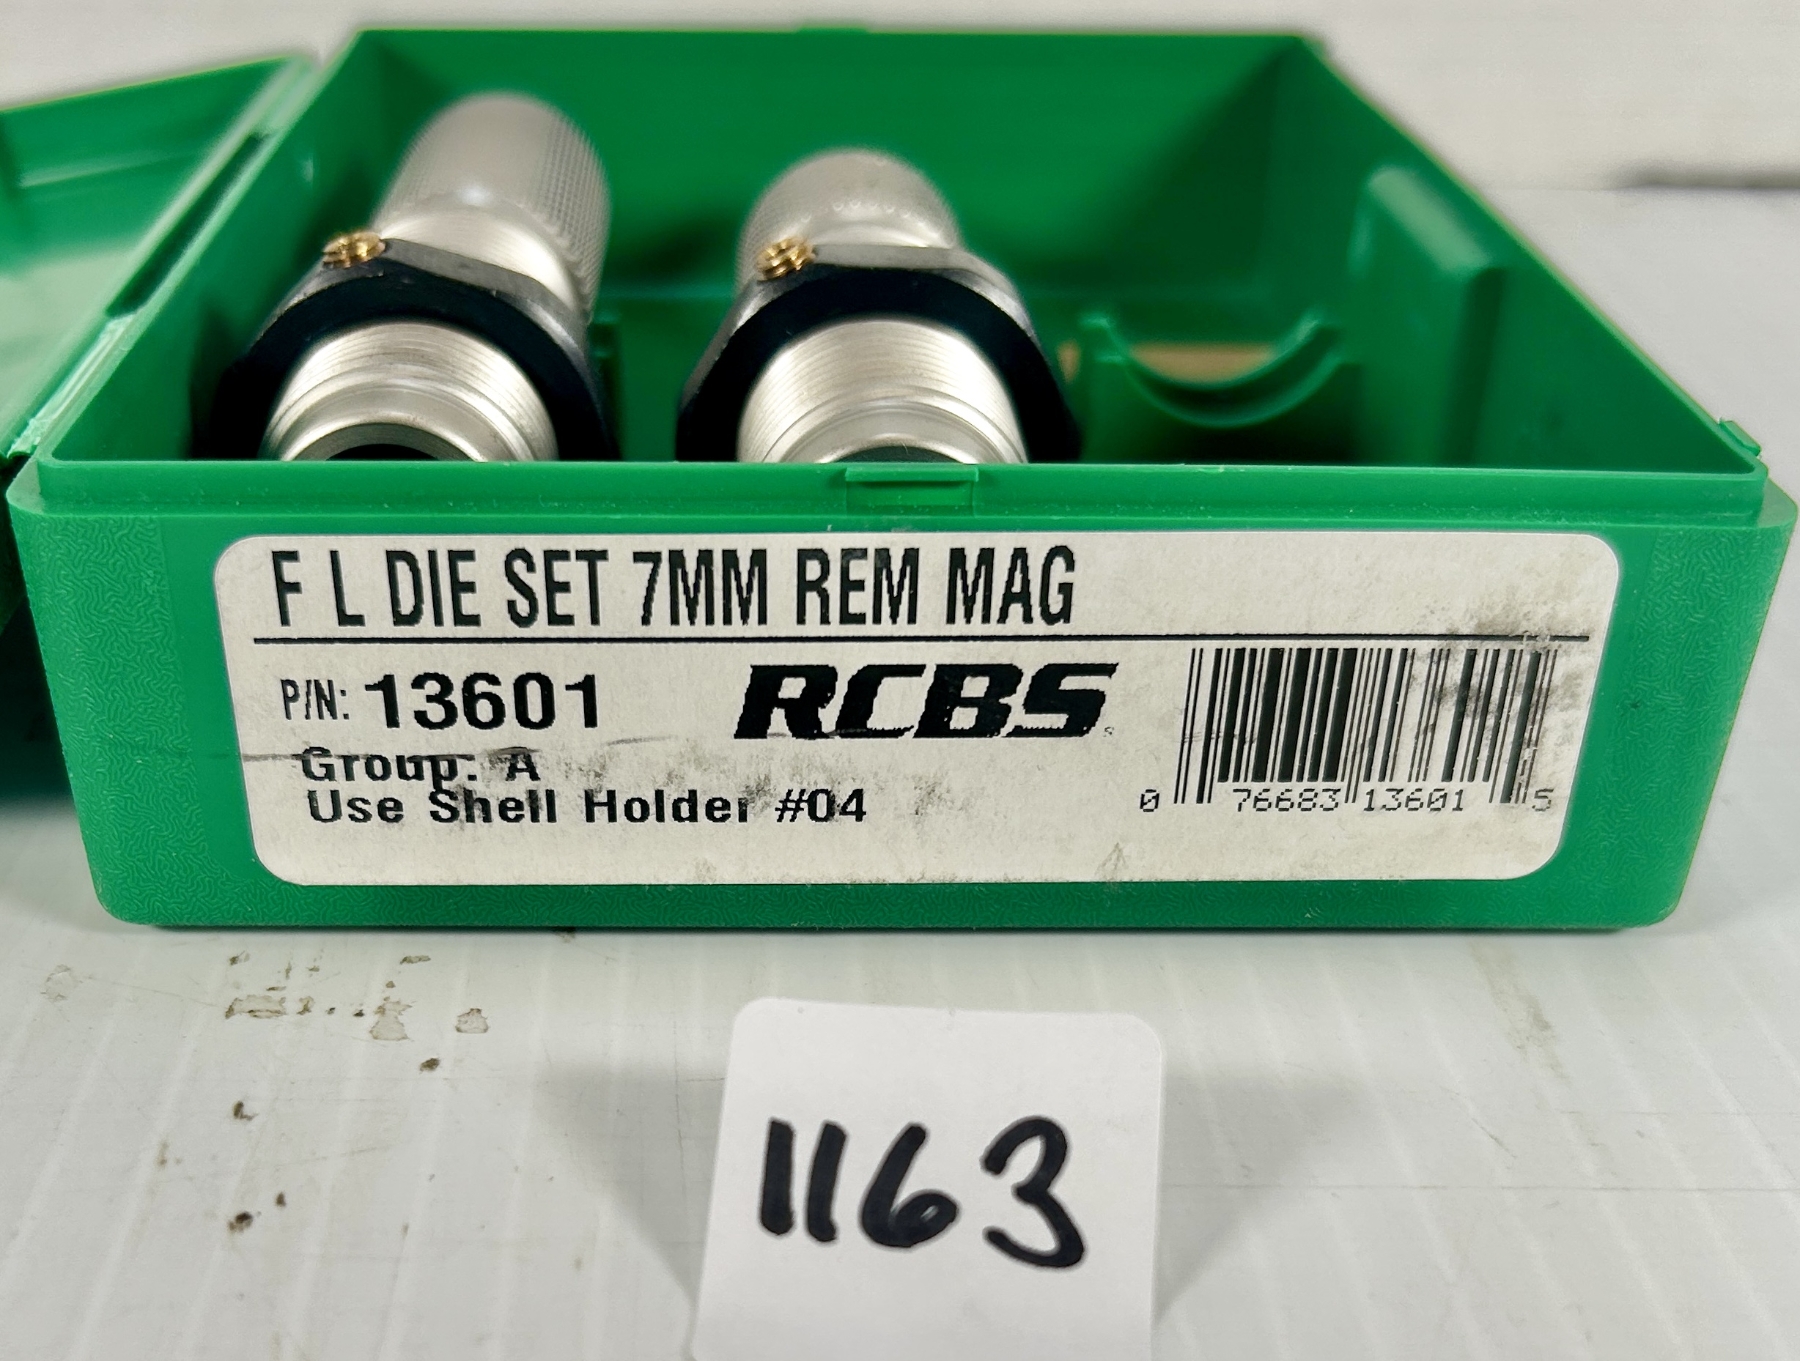 F L DIE SET 7MM REM MAG
P/N: 13601
RCBS
Group: A
Use Shell Holder #04
0 76683 13601 5
1163